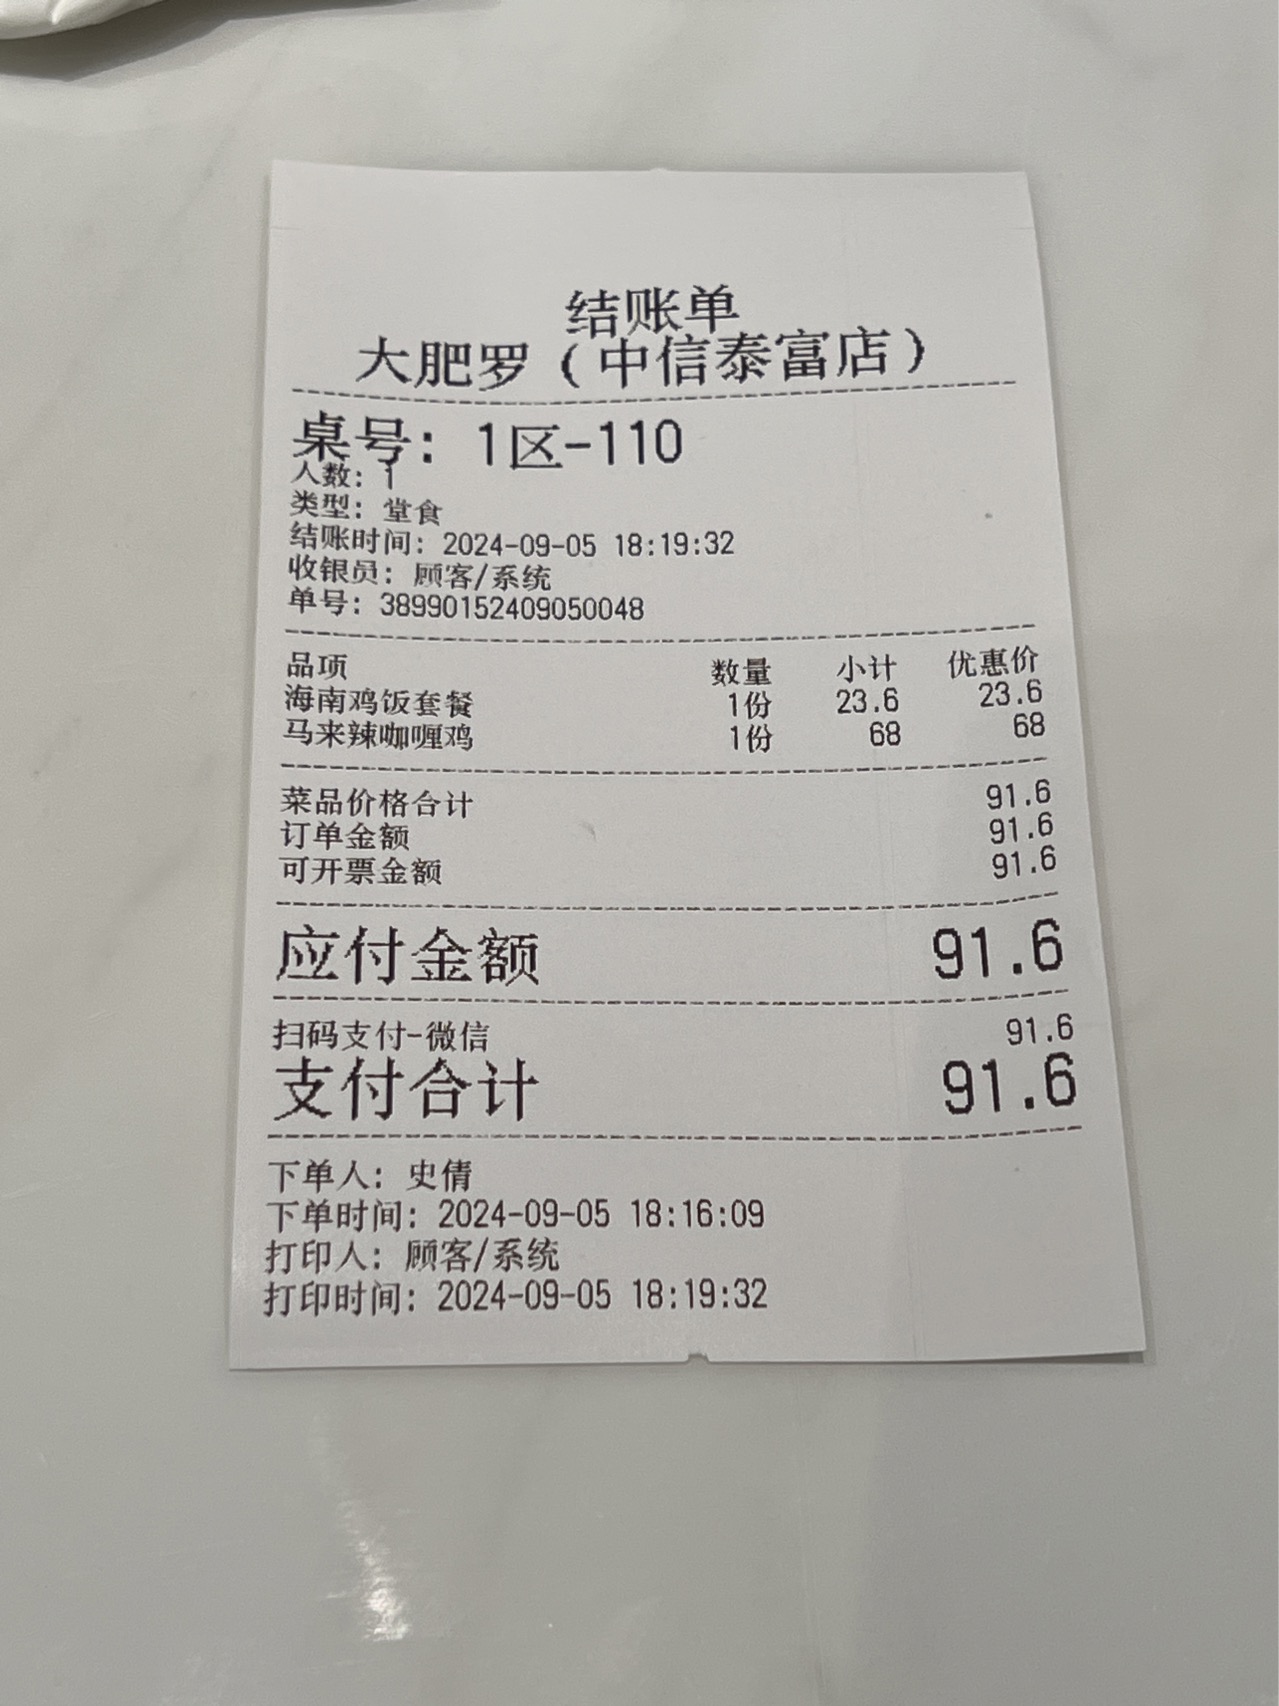 结账单
大肥罗（中信泰富店）
桌号：1区-110
人数：1
类型：堂食
结账时间：2024-09-05 18:19:32
收银员：顾客/系统
单号：38990152409050048
品项 数量 小计 优惠价
海南鸡饭套餐 1份 23.6 23.6
马来辣咖喱鸡 1份 68 68
菜品价格合计 91.6
订单金额 91.6
可开票金额 91.6
应付金额 91.6
扫码支付-微信 91.6
支付合计 91.6
下单人：史倩
下单时间：2024-09-05 18:16:09
打印人：顾客/系统
打印时间：2024-09-05 18:19:32